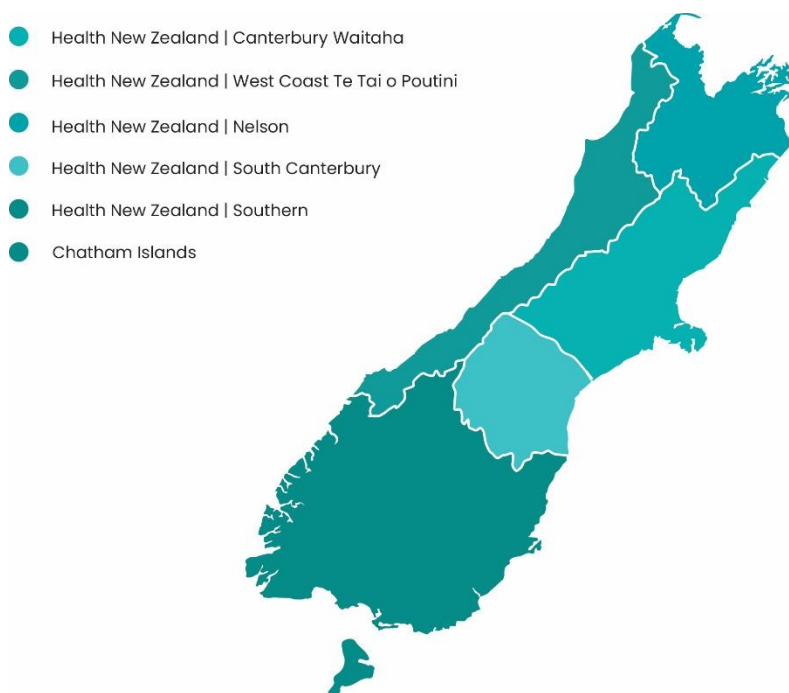 Health New Zealand | Canterbury Waitaha
Health New Zealand | West Coast Te Tai o Poutini
Health New Zealand | Nelson
Health New Zealand | South Canterbury
Health New Zealand | Southern
Chatham Islands